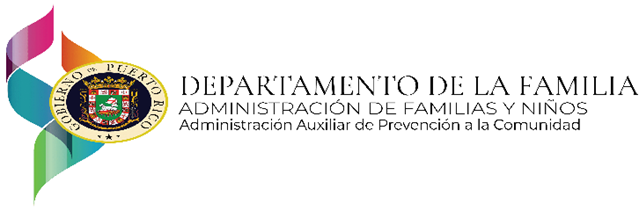 GOBIERNO DE PUERTO RICO
DEPARTAMENTO DE LA FAMILIA
ADMINISTRACIÓN DE FAMILIAS Y NIÑOS
Administración Auxiliar de Prevención a la Comunidad